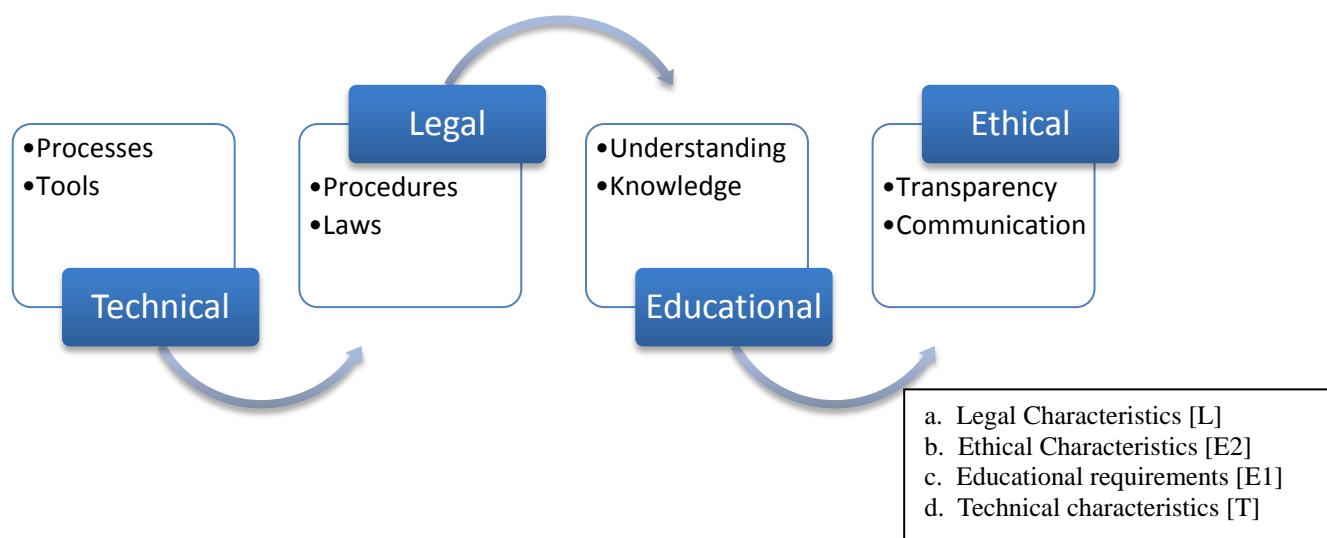 •Processes
•Tools
Technical
Legal
•Procedures
•Laws
•Understanding
•Knowledge
Educational
Ethical
•Transparency
•Communication
a. Legal Characteristics [L]
b. Ethical Characteristics [E2]
c. Educational requirements [E1]
d. Technical characteristics [T]